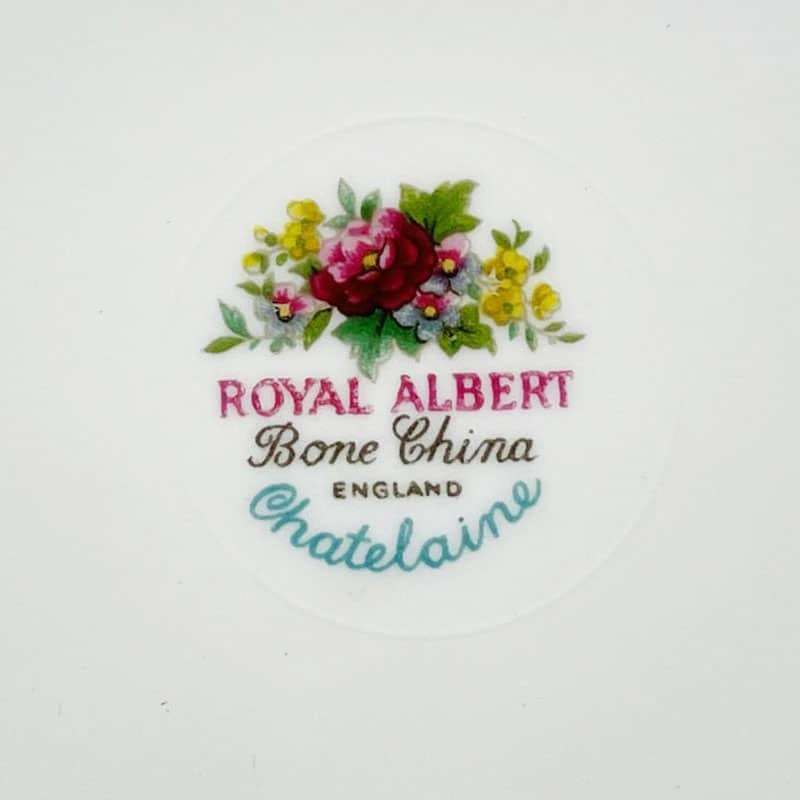 ROYAL ALBERT
Bone China
ENGLAND
Chatelaine